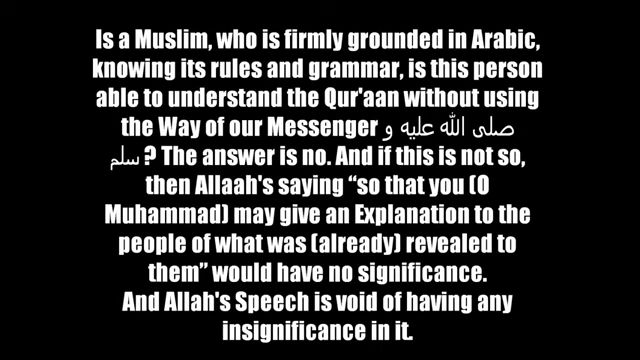 Is a Muslim, who is firmly grounded in Arabic,
knowing its rules and grammar, is this person
able to understand the Qur'aan without using
the Way of our Messenger صلى الله عليه و
سلم ? The answer is no. And if this is not so,
then Allaah's saying “so that you (O
Muhammad) may give an Explanation to the
people of what was (already) revealed to
them” would have no significance.
And Allah's Speech is void of having any
insignificance in it.